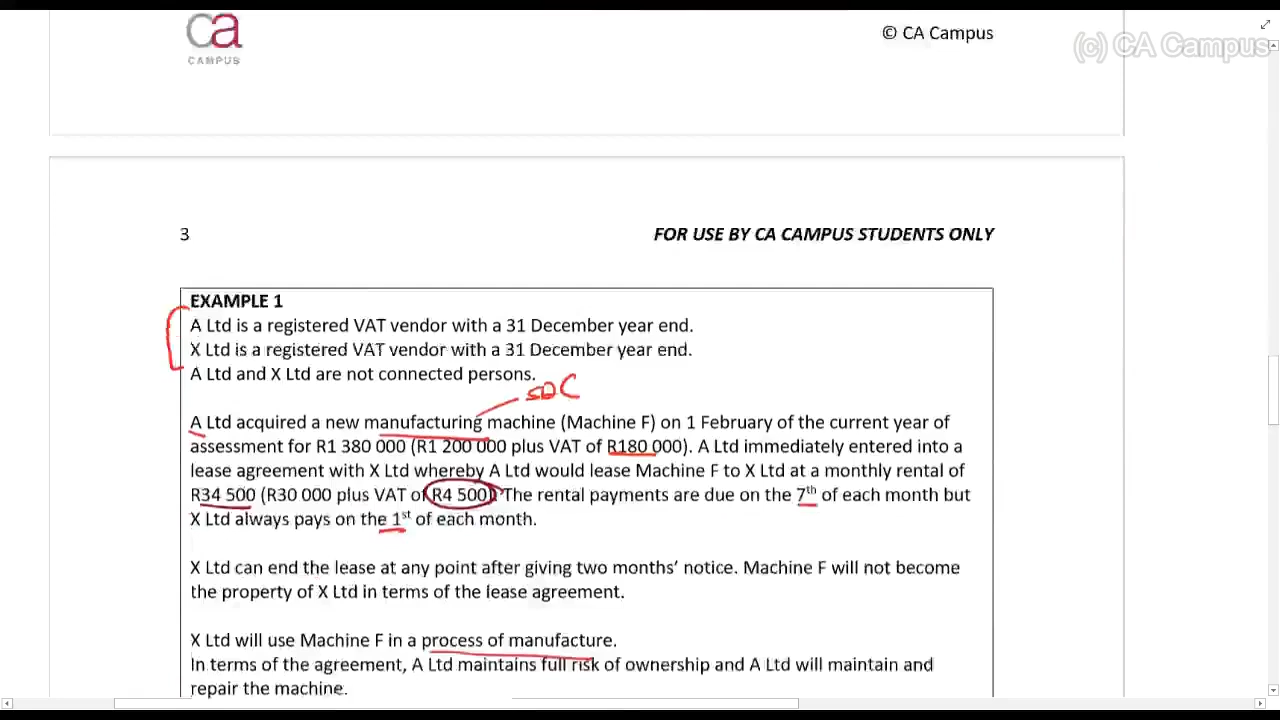 ca
CAMPUS
© CA Campus
(c) CA Campus
3
FOR USE BY CA CAMPUS STUDENTS ONLY
EXAMPLE 1
A Ltd is a registered VAT vendor with a 31 December year end.
X Ltd is a registered VAT vendor with a 31 December year end.
A Ltd and X Ltd are not connected persons.
A Ltd acquired a new manufacturing machine (Machine F) on 1 February of the current year of
assessment for R1 380 000 (R1 200 000 plus VAT of R180 000). A Ltd immediately entered into a
lease agreement with X Ltd whereby A Ltd would lease Machine F to X Ltd at a monthly rental of
R34 500 (R30 000 plus VAT of R4 500). The rental payments are due on the 7th of each month but
X Ltd always pays on the 1st of each month.
X Ltd can end the lease at any point after giving two months’ notice. Machine F will not become
the property of X Ltd in terms of the lease agreement.
X Ltd will use Machine F in a process of manufacture.
In terms of the agreement, A Ltd maintains full risk of ownership and A Ltd will maintain and
repair the machine.